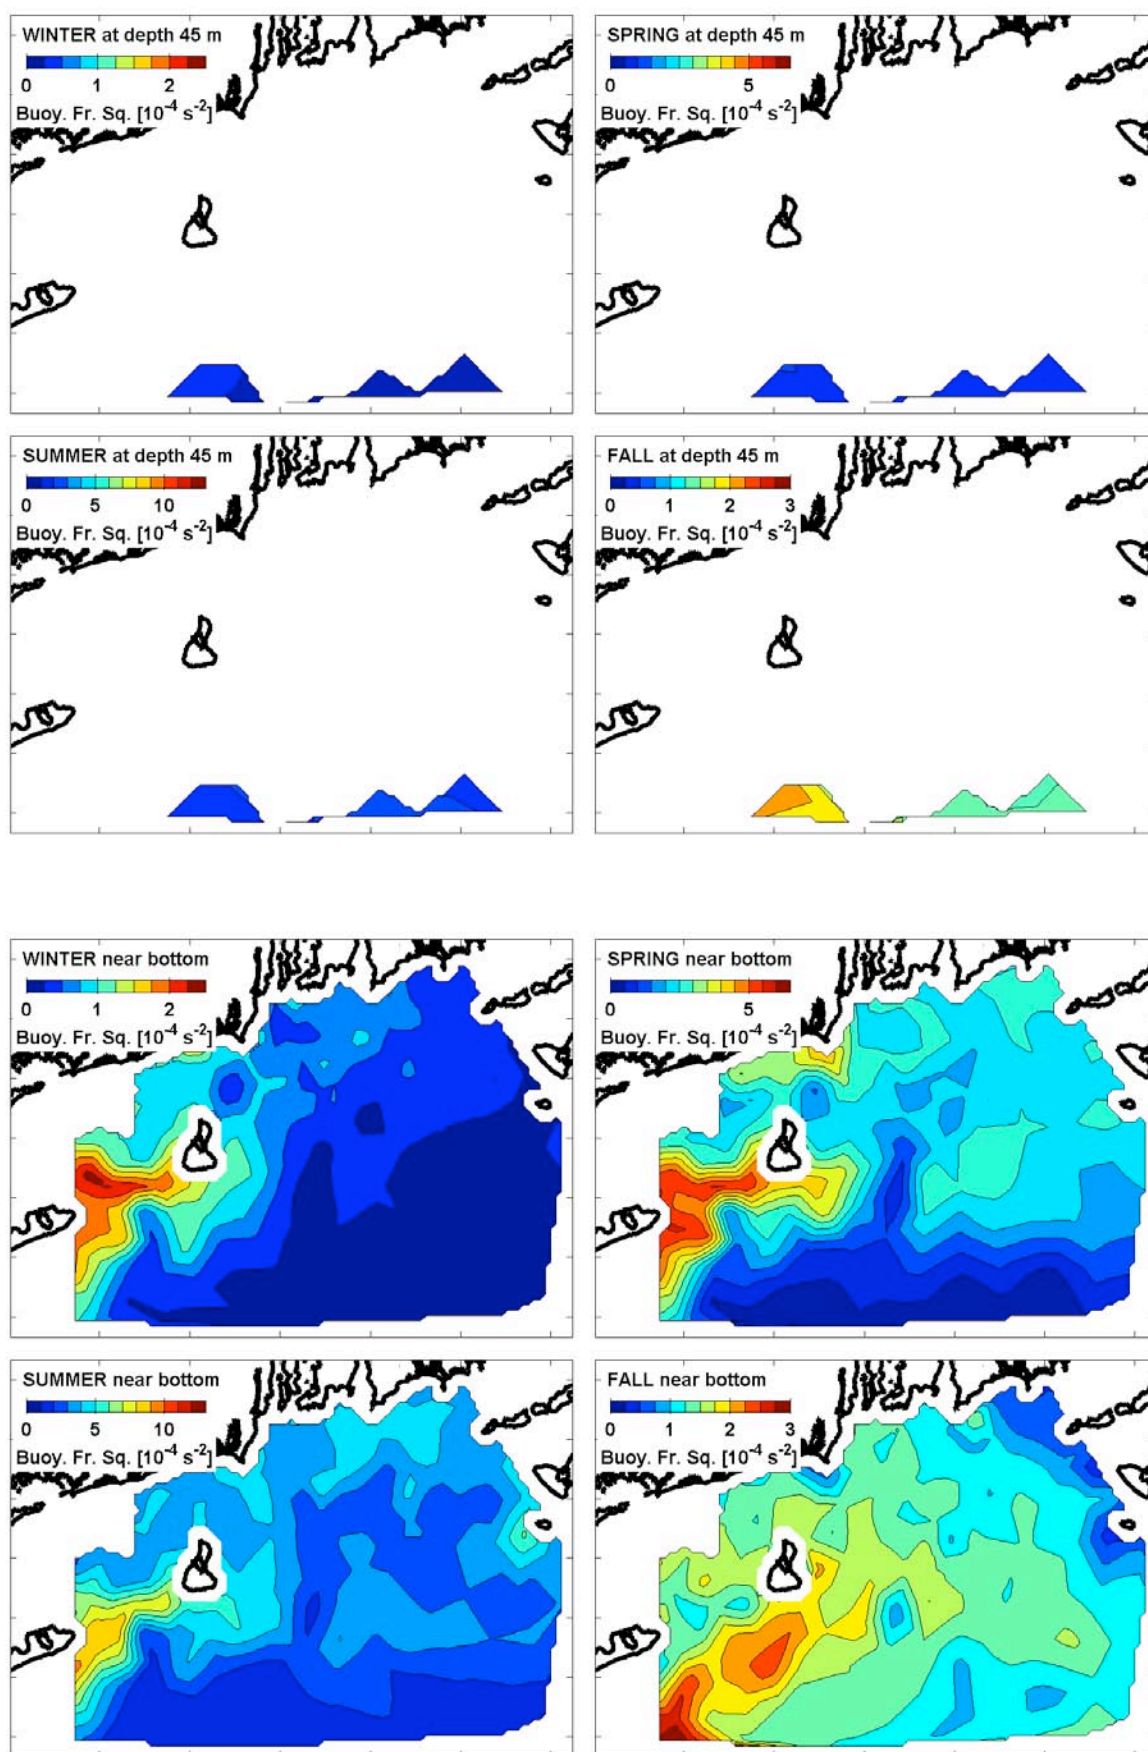 WINTER at depth 45 m
0 1 2
Buoy. Fr. Sq. [10⁻⁴ s⁻²]
SPRING at depth 45 m
0 5
Buoy. Fr. Sq. [10⁻⁴ s⁻²]
SUMMER at depth 45 m
0 5 10
Buoy. Fr. Sq. [10⁻⁴ s⁻²]
FALL at depth 45 m
0 1 2 3
Buoy. Fr. Sq. [10⁻⁴ s⁻²]
WINTER near bottom
0 1 2
Buoy. Fr. Sq. [10⁻⁴ s⁻²]
SPRING near bottom
0 5
Buoy. Fr. Sq. [10⁻⁴ s⁻²]
SUMMER near bottom
0 5 10
Buoy. Fr. Sq. [10⁻⁴ s⁻²]
FALL near bottom
0 1 2 3
Buoy. Fr. Sq. [10⁻⁴ s⁻²]